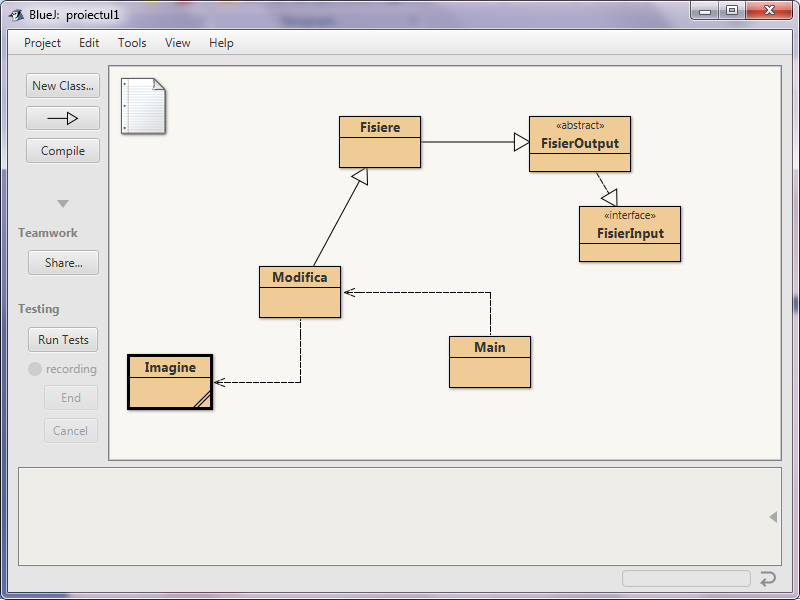 BlueJ: proiectul1
Project Edit Tools View Help
New Class...
Compile
Teamwork
Share...
Testing
Run Tests
recording
End
Cancel
Fisiere
«abstract»
FisierOutput
«interface»
FisierInput
Modifica
Main
Imagine